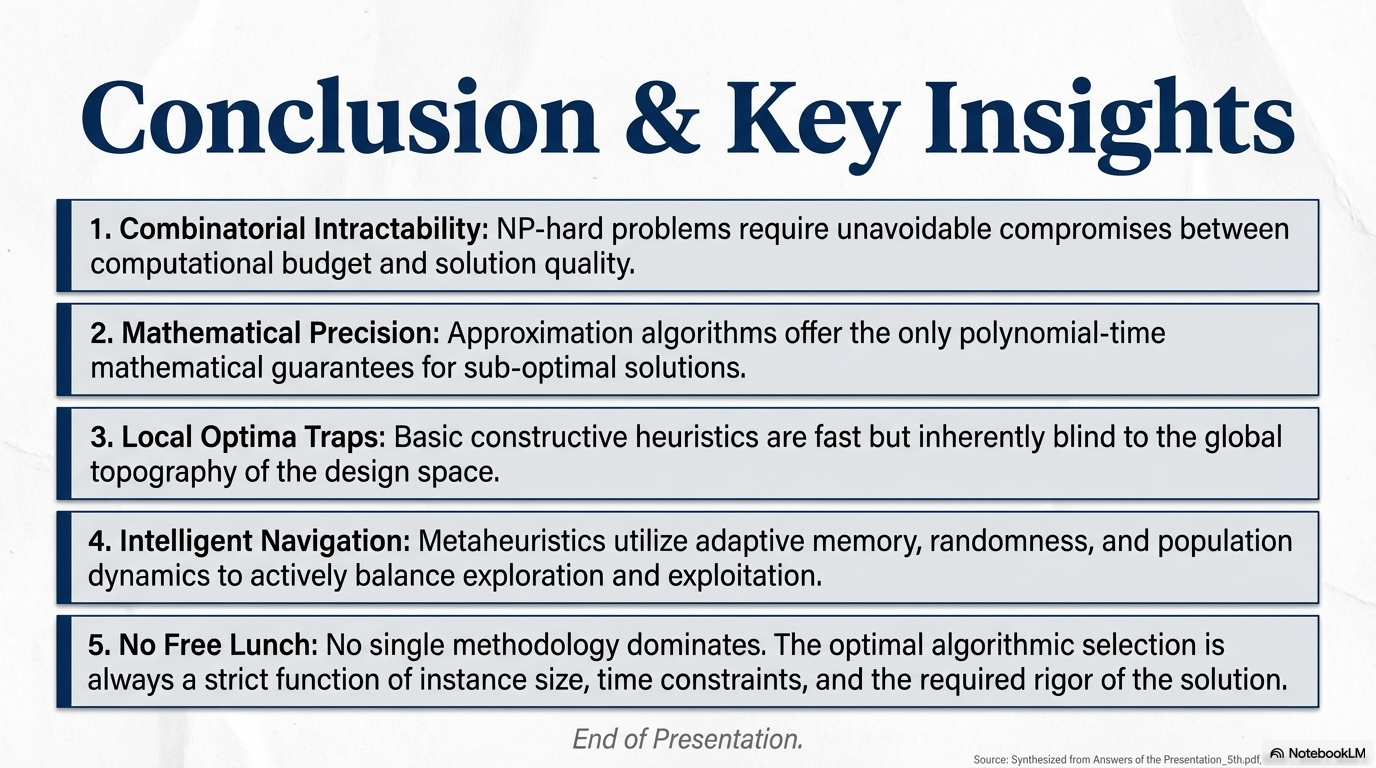 Conclusion & Key Insights
1. Combinatorial Intractability: NP-hard problems require unavoidable compromises between
computational budget and solution quality.
2. Mathematical Precision: Approximation algorithms offer the only polynomial-time
mathematical guarantees for sub-optimal solutions.
3. Local Optima Traps: Basic constructive heuristics are fast but inherently blind to the global
topography of the design space.
4. Intelligent Navigation: Metaheuristics utilize adaptive memory, randomness, and population
dynamics to actively balance exploration and exploitation.
5. No Free Lunch: No single methodology dominates. The optimal algorithmic selection is
always a strict function of instance size, time constraints, and the required rigor of the solution.
End of Presentation.
Source: Synthesized from Answers of the Presentation_5th.pdf,
NotebookLM